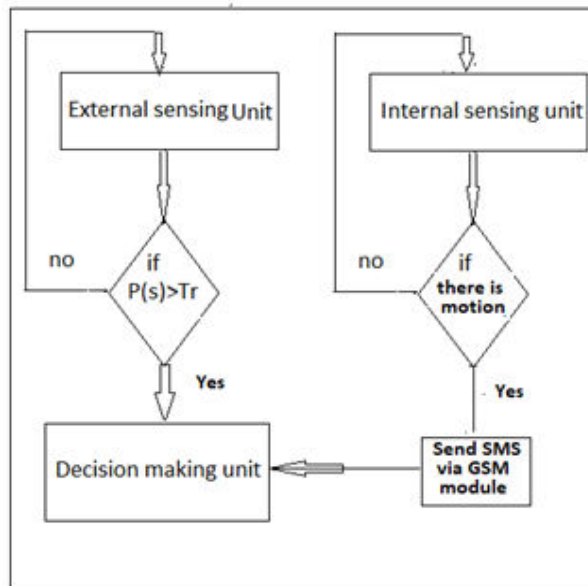 External sensing Unit
no
if
P(s)>Tr
Yes
Decision making unit
Internal sensing unit
no
if
there is
motion
Yes
Send SMS
via GSM
module